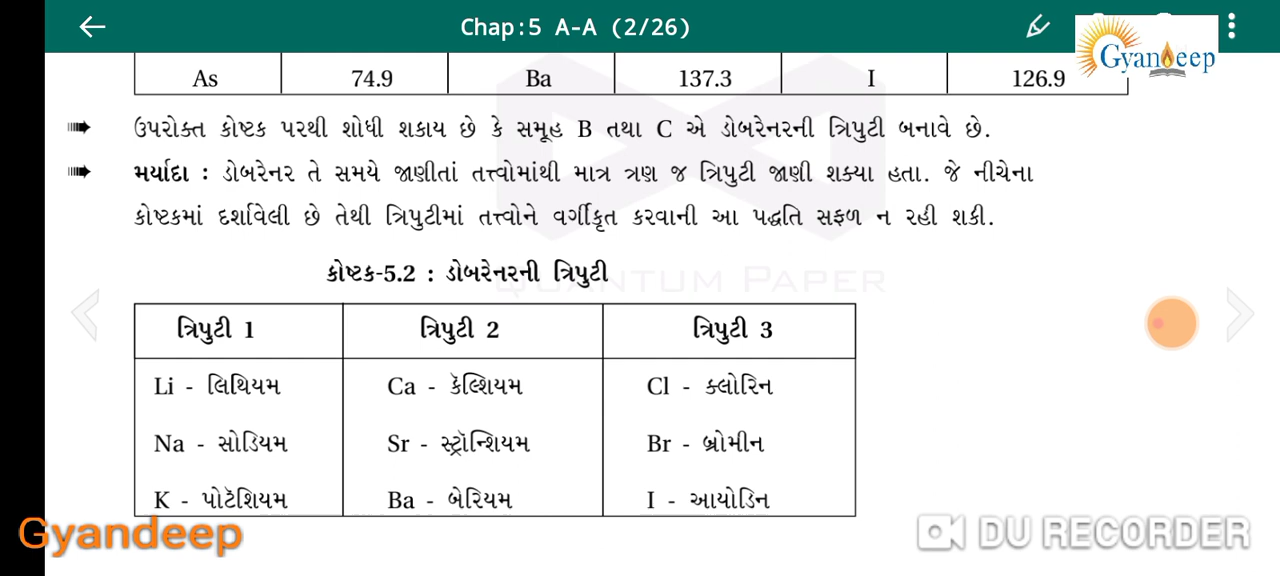 Chap:5 A-A (2/26)
Gyandeep
As 74.9 Ba 137.3 I 126.9
ઉપરોક્ત કોષ્ટક પરથી શોધી શકાય છે કે સમૂહ B તથા C એ ડોબરેનરની ત્રિપુટી બનાવે છે.
મર્યાદા : ડોબરેનર તે સમયે જાણીતાં તત્ત્વોમાંથી માત્ર ત્રણ જ ત્રિપુટી જાણી શક્યા હતા. જે નીચેના
કોષ્ટકમાં દર્શાવેલી છે તેથી ત્રિપુટીમાં તત્ત્વોને વર્ગીકૃત કરવાની આ પદ્ધતિ સફળ ન રહી શકી.
કોષ્ટક-5.2 : ડોબરેનરની ત્રિપુટી
QUANTUM PAPER
ત્રિપુટી 1 ત્રિપુટી 2 ત્રિપુટી 3
Li - લિથિયમ Ca - કૅલ્શિયમ Cl - ક્લોરિન
Na - સોડિયમ Sr - સ્ટ્રૉન્શિયમ Br - બ્રોમીન
K - પોટૅશિયમ Ba - બેરિયમ I - આયોડિન
Gyandeep
DU RECORDER